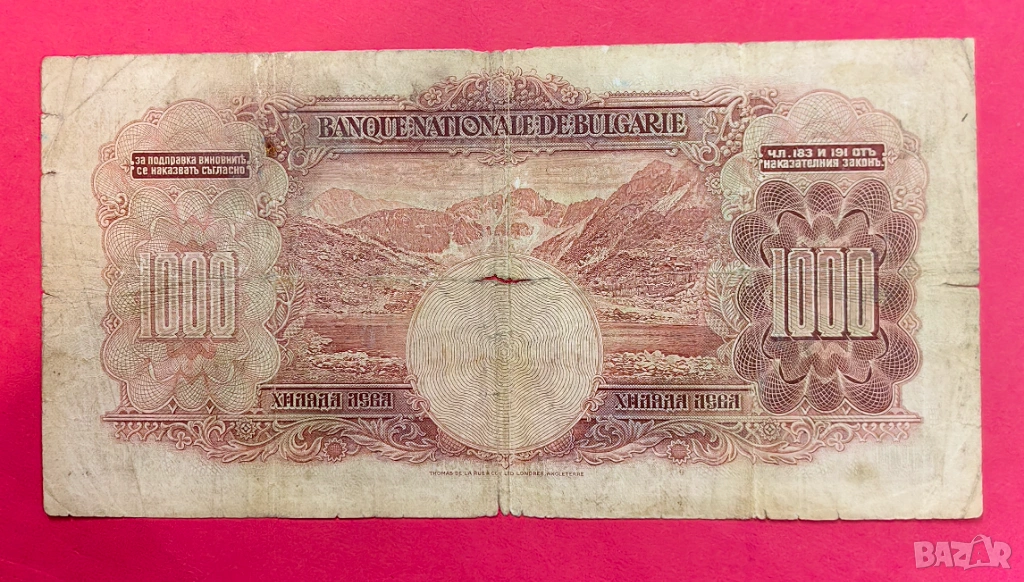 BANQUE NATIONALE DE BULGARIE
за подправка виновнитѣ
се наказватъ съгласно
чл. 183 и 191 отъ
наказателния законъ.
1000
1000
ХИЛЯДА ЛЕВА
ХИЛЯДА ЛЕВА
THOMAS DE LA RUE & CO. LTD. LONDRES, ANGLETERRE
BAZAR